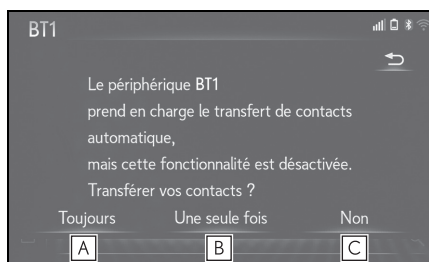 BT1
Le périphérique BT1
prend en charge le transfert de contacts
automatique,
mais cette fonctionnalité est désactivée.
Transférer vos contacts ?
Toujours Une seule fois Non
A B C